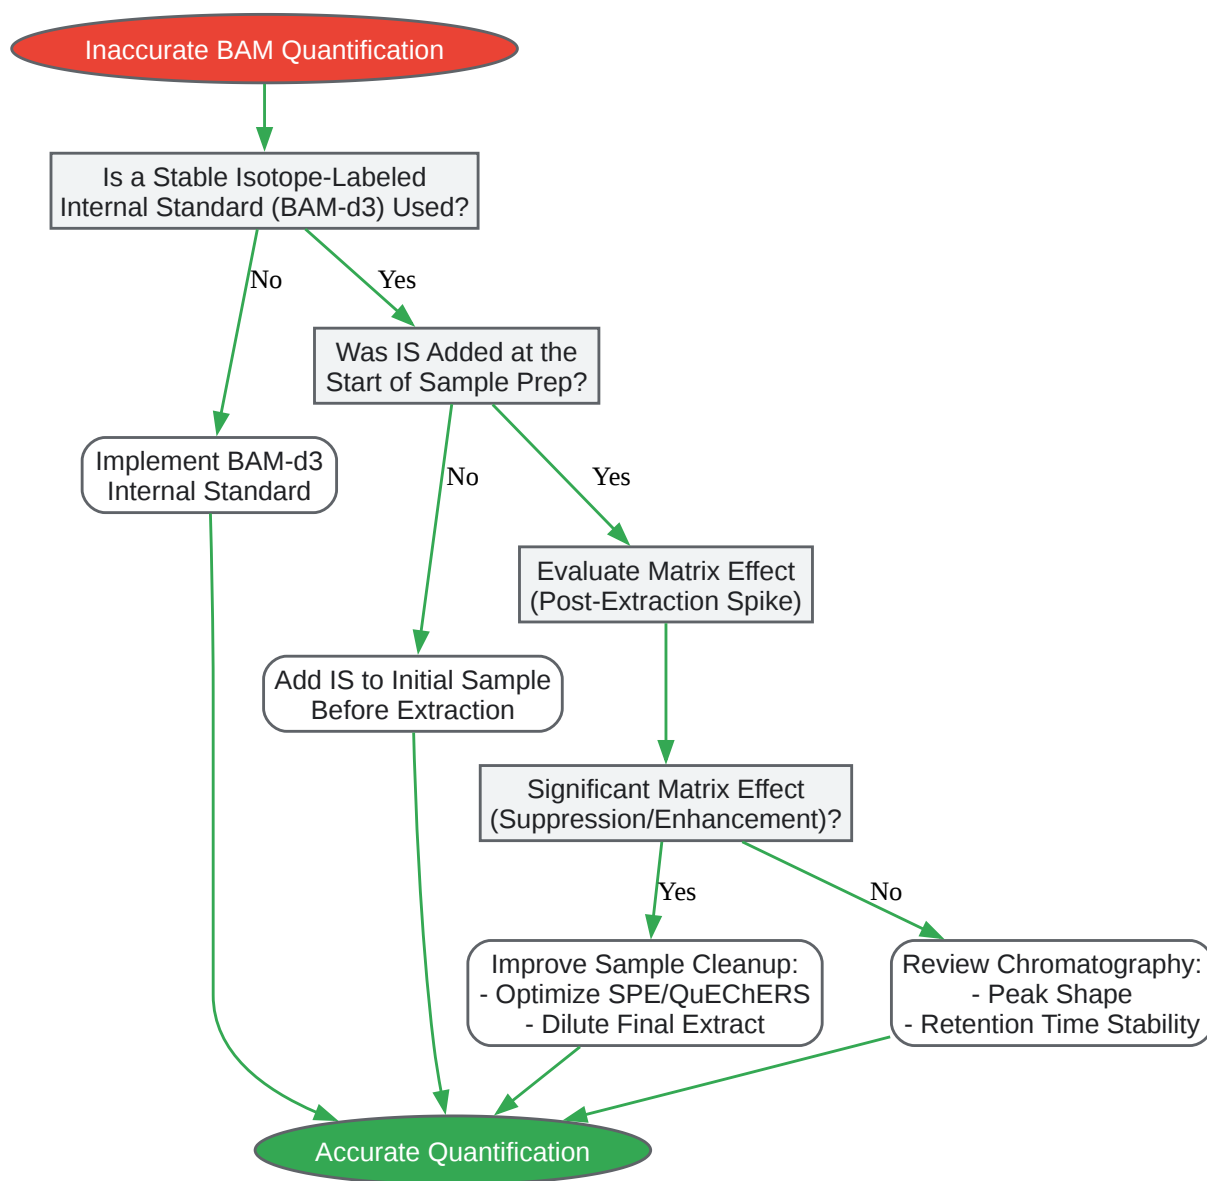 Inaccurate BAM Quantification
Is a Stable Isotope-Labeled
Internal Standard (BAM-d3) Used?
No
Yes
Was IS Added at the
Start of Sample Prep?
Implement BAM-d3
Internal Standard
No
Yes
Evaluate Matrix Effect
(Post-Extraction Spike)
Add IS to Initial Sample
Before Extraction
Significant Matrix Effect
(Suppression/Enhancement)?
Yes
No
Improve Sample Cleanup:
- Optimize SPE/QuEChERS
- Dilute Final Extract
Review Chromatography:
- Peak Shape
- Retention Time Stability
Accurate Quantification